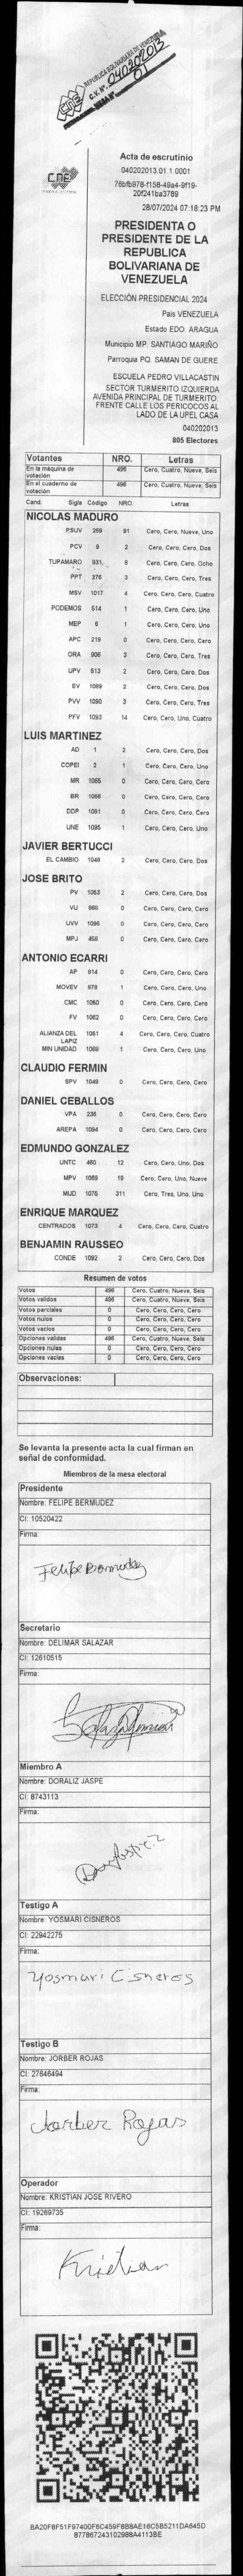 REPUBLICA BOLIVARIANA DE VENEZUELA
CNE C.V. N° 040202013
MESA N° 01
CNE
Acta de escrutinio
040202013.01.1.0001
76bfb978-f158-49a4-9f19-
20f241ba3789
28/07/2024 07:18:23 PM
PRESIDENTA O
PRESIDENTE DE LA
REPUBLICA
BOLIVARIANA DE
VENEZUELA
ELECCIÓN PRESIDENCIAL 2024
Pais VENEZUELA
Estado EDO. ARAGUA
Municipio MP. SANTIAGO MARIÑO
Parroquia PQ. SAMAN DE GUERE
ESCUELA PEDRO VILLACASTIN
SECTOR TURMERITO IZQUIERDA
AVENIDA PRINCIPAL DE TURMERITO.
FRENTE CALLE LOS PERICOCOS AL
LADO DE LA UPEL CASA
040202013
805 Electores
Votantes NRO. Letras
En la máquina de votación 496 Cero, Cuatro, Nueve, Seis
En el cuaderno de votación 496 Cero, Cuatro, Nueve, Seis
Cand. Sigla Código NRO. Letras
NICOLAS MADURO
PSUV 269 91 Cero, Cero, Nueve, Uno
PCV 9 2 Cero, Cero, Cero, Dos
TUPAMARO 931 8 Cero, Cero, Cero, Ocho
PPT 376 3 Cero, Cero, Cero, Tres
MSV 1017 4 Cero, Cero, Cero, Cuatro
PODEMOS 514 1 Cero, Cero, Cero, Uno
MEP 6 1 Cero, Cero, Cero, Uno
APC 219 0 Cero, Cero, Cero, Cero
ORA 906 3 Cero, Cero, Cero, Tres
UPV 613 2 Cero, Cero, Cero, Dos
EV 1089 2 Cero, Cero, Cero, Dos
PVV 1090 3 Cero, Cero, Cero, Tres
PFV 1093 14 Cero, Cero, Uno, Cuatro
LUIS MARTINEZ
AD 1 2 Cero, Cero, Cero, Dos
COPEI 2 1 Cero, Cero, Cero, Uno
MR 1065 0 Cero, Cero, Cero, Cero
BR 1066 0 Cero, Cero, Cero, Cero
DDP 1091 0 Cero, Cero, Cero, Cero
UNE 1095 1 Cero, Cero, Cero, Uno
JAVIER BERTUCCI
EL CAMBIO 1048 2 Cero, Cero, Cero, Dos
JOSE BRITO
PV 1063 2 Cero, Cero, Cero, Dos
VU 868 0 Cero, Cero, Cero, Cero
UVV 1096 0 Cero, Cero, Cero, Cero
MPJ 458 0 Cero, Cero, Cero, Cero
ANTONIO ECARRI
AP 814 0 Cero, Cero, Cero, Cero
MOVEV 978 1 Cero, Cero, Cero, Uno
CMC 1050 0 Cero, Cero, Cero, Cero
FV 1062 0 Cero, Cero, Cero, Cero
ALIANZA DEL LAPIZ 1051 4 Cero, Cero, Cero, Cuatro
MIN UNIDAD 1069 1 Cero, Cero, Cero, Uno
CLAUDIO FERMIN
SPV 1049 0 Cero, Cero, Cero, Cero
DANIEL CEBALLOS
VPA 236 0 Cero, Cero, Cero, Cero
AREPA 1094 0 Cero, Cero, Cero, Cero
EDMUNDO GONZALEZ
UNTC 460 12 Cero, Cero, Uno, Dos
MPV 1068 19 Cero, Cero, Uno, Nueve
MUD 1075 311 Cero, Tres, Uno, Uno
ENRIQUE MARQUEZ
CENTRADOS 1073 4 Cero, Cero, Cero, Cuatro
BENJAMIN RAUSSEO
CONDE 1092 2 Cero, Cero, Cero, Dos
Resumen de votos
Votos 496 Cero, Cuatro, Nueve, Seis
Votos validos 496 Cero, Cuatro, Nueve, Seis
Votos parciales 0 Cero, Cero, Cero, Cero
Votos nulos 0 Cero, Cero, Cero, Cero
Votos vacios 0 Cero, Cero, Cero, Cero
Opciones validas 496 Cero, Cuatro, Nueve, Seis
Opciones nulas 0 Cero, Cero, Cero, Cero
Opciones vacias 0 Cero, Cero, Cero, Cero
Observaciones:
Se levanta la presente acta la cual firman en
señal de conformidad.
Miembros de la mesa electoral
Presidente
Nombre: FELIPE BERMUDEZ
CI: 10520422
Firma:
Felipe Bermudez
Secretario
Nombre: DELIMAR SALAZAR
CI: 12610515
Firma:
Miembro A
Nombre: DORALIZ JASPE
CI: 8743113
Firma:
Testigo A
Nombre: YOSMARI CISNEROS
CI: 22942275
Firma:
Yosmari Cisneros
Testigo B
Nombre: JORBER ROJAS
CI: 27646494
Firma:
Jorber Rojas
Operador
Nombre: KRISTIAN JOSE RIVERO
CI: 19269735
Firma:
Kristian
BA20F8F51F97400F6C459F8B8AE16C5B5211DA645D
877867243102988A4113BE